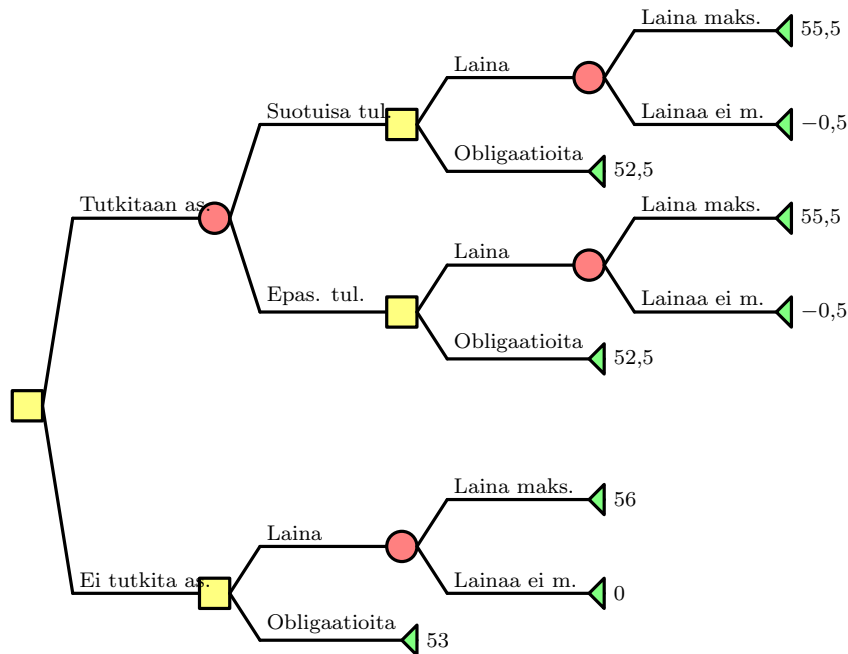 Laina maks. 55,5
Laina
Lainaa ei m. −0,5
Suotuisa tul.
Obligaatioita 52,5
Tutkitaan as.
Laina maks. 55,5
Laina
Epas. tul.
Lainaa ei m. −0,5
Obligaatioita 52,5
Laina maks. 56
Laina
Ei tutkita as.
Lainaa ei m. 0
Obligaatioita 53